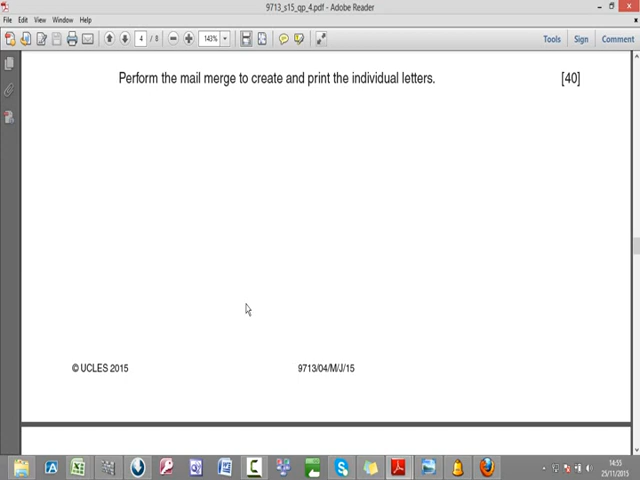 9713_s15_qp_4.pdf - Adobe Reader
File Edit View Window Help
4 / 8 143% Tools Sign Comment
Perform the mail merge to create and print the individual letters. [40]
© UCLES 2015 9713/04/M/J/15
14:55
25/11/2015